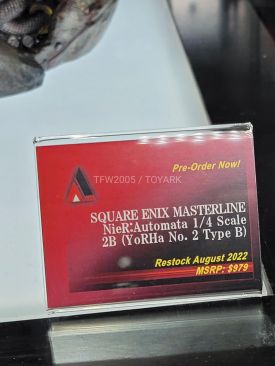 Pre-Order Now!
TFW2005 / TOYARK
SQUARE ENIX MASTERLINE
NieR:Automata 1/4 Scale
2B (YoRHa No. 2 Type B)
Restock August 2022
MSRP: $979